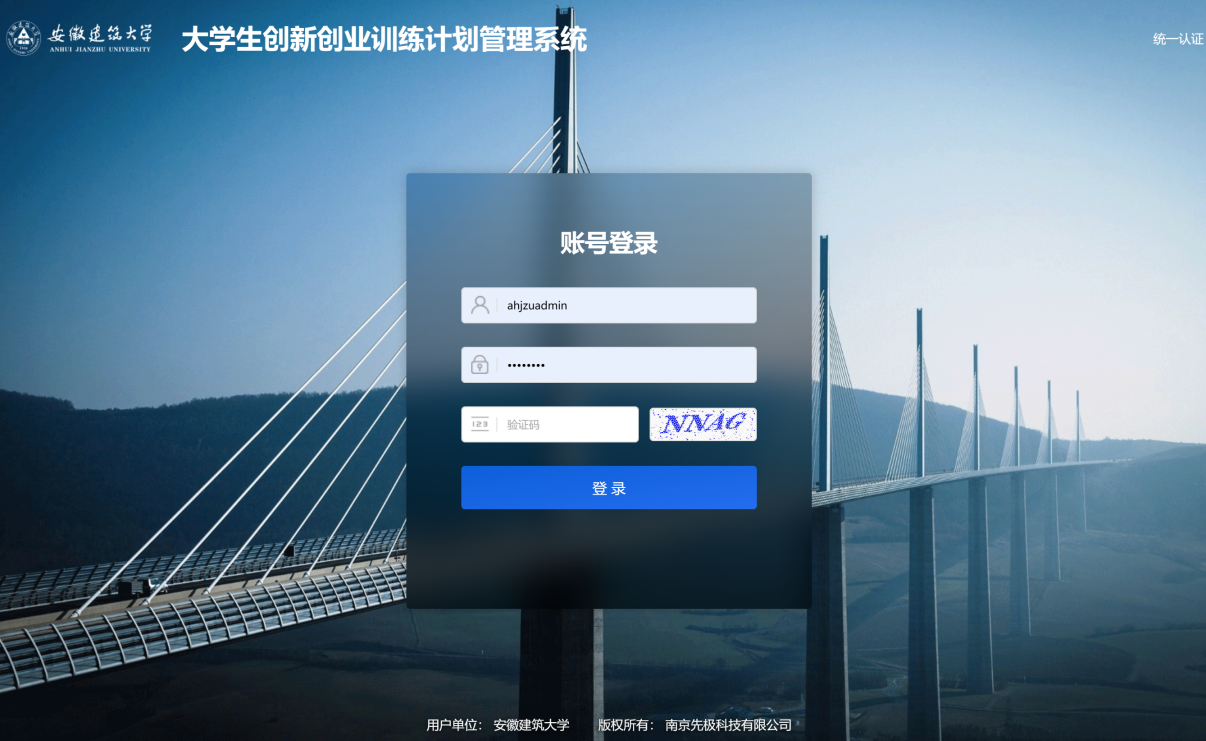 安徽建筑大学
ANHUI JIANZHU UNIVERSITY
大学生创新创业训练计划管理系统
统一认证
账号登录
ahjzuadmin
••••••••
123
验证码
NNAG
登 录
用户单位： 安徽建筑大学 版权所有： 南京先极科技有限公司